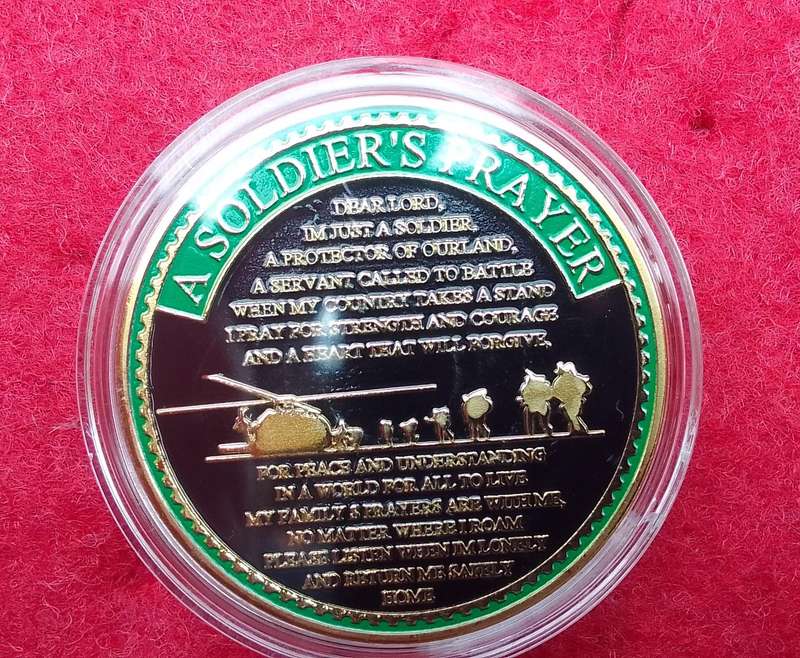 A SOLDIER'S PRAYER
DEAR LORD,
IM JUST A SOLDIER,
A PROTECTOR OF OURLAND,
A SERVANT CALLED TO BATTLE
WHEN MY COUNTRY TAKES A STAND
I PRAY FOR STRENGTH AND COURAGE
AND A HEART THAT WILL FORGIVE,
FOR PEACE AND UNDERSTANDING
IN A WORLD FOR ALL TO LIVE
MY FAMILY S PRAYERS ARE WITH ME,
NO MATTER WHERE I ROAM
PLEASE LISTEN WHEN IM LONELY
AND RETURN ME SAFELY
HOME